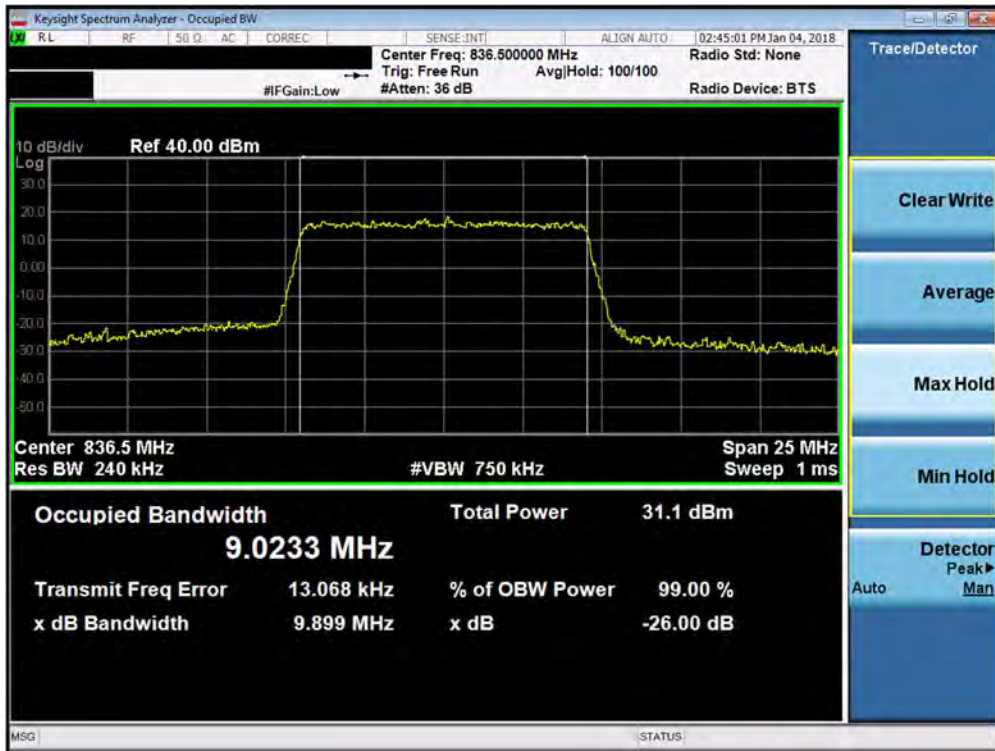 Keysight Spectrum Analyzer - Occupied BW
LXI RL RF 50 Ω AC CORREC SENSE:INT ALIGN AUTO 02:45:01 PM Jan 04, 2018
Center Freq: 836.500000 MHz Radio Std: None
Trig: Free Run Avg|Hold: 100/100
#IFGain:Low #Atten: 36 dB Radio Device: BTS
10 dB/div Ref 40.00 dBm
Log
30.0
20.0
10.0
0.00
-10.0
-20.0
-30.0
-40.0
-50.0
Center 836.5 MHz Span 25 MHz
Res BW 240 kHz #VBW 750 kHz Sweep 1 ms
Occupied Bandwidth Total Power 31.1 dBm
9.0233 MHz
Transmit Freq Error 13.068 kHz % of OBW Power 99.00 %
x dB Bandwidth 9.899 MHz x dB -26.00 dB
Trace/Detector
Clear Write
Average
Max Hold
Min Hold
Detector
Peak▶
Auto Man
MSG STATUS